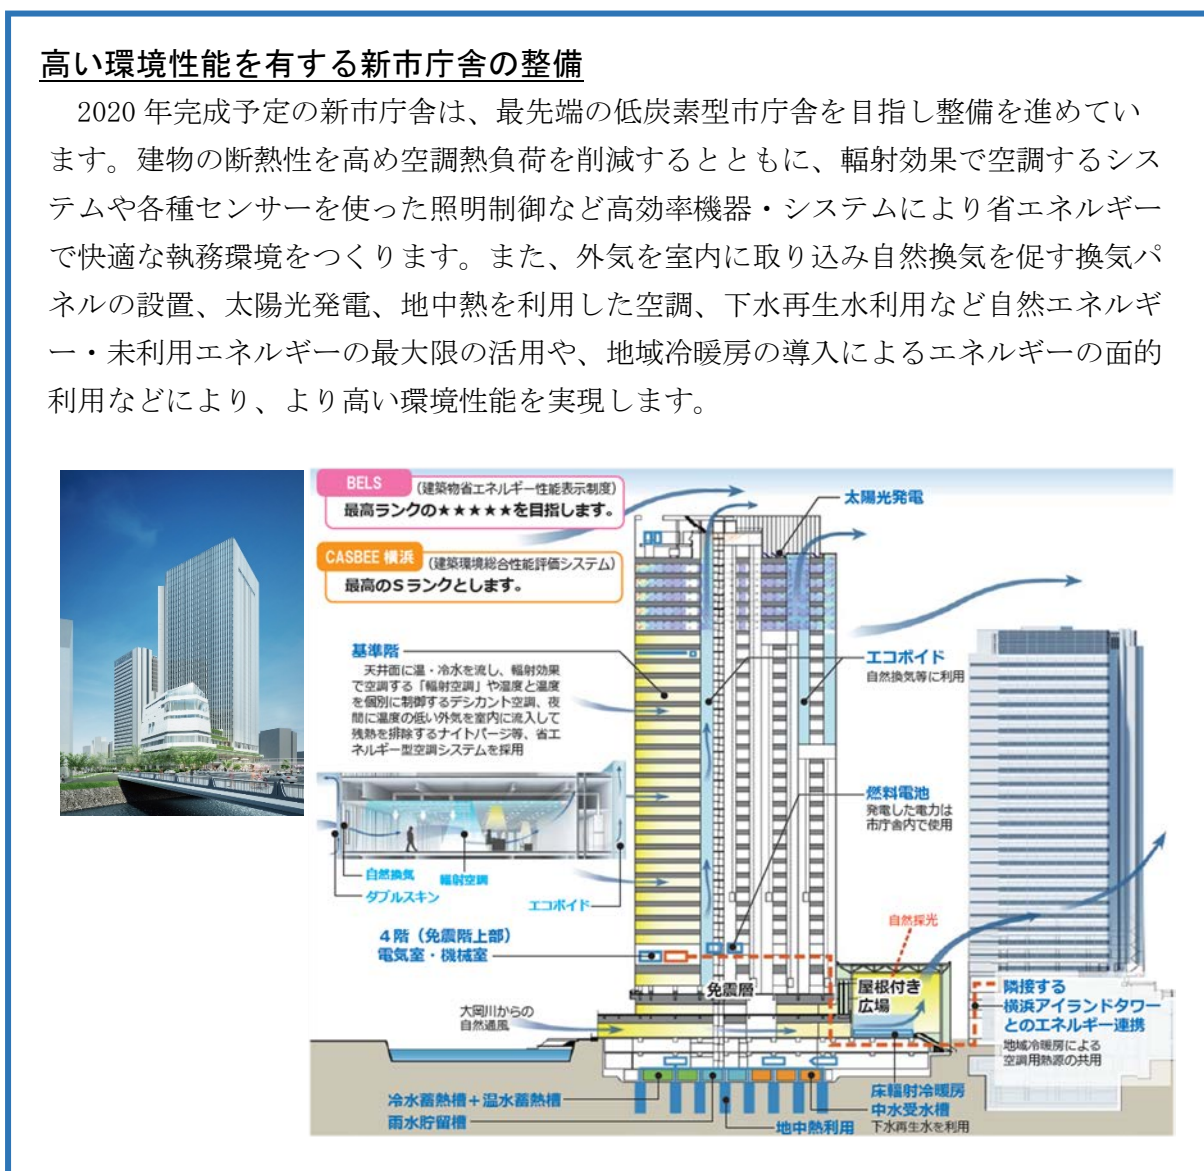 高い環境性能を有する新市庁舎の整備
2020 年完成予定の新市庁舎は、最先端の低炭素型市庁舎を目指し整備を進めてい
ます。建物の断熱性を高め空調熱負荷を削減するとともに、輻射効果で空調するシス
テムや各種センサーを使った照明制御など高効率機器・システムにより省エネルギー
で快適な執務環境をつくります。また、外気を室内に取り込み自然換気を促す換気パ
ネルの設置、太陽光発電、地中熱を利用した空調、下水再生水利用など自然エネルギ
ー・未利用エネルギーの最大限の活用や、地域冷暖房の導入によるエネルギーの面的
利用などにより、より高い環境性能を実現します。
BELS (建築物省エネルギー性能表示制度)
最高ランクの★★★★★を目指します。
CASBEE 横浜 (建築環境総合性能評価システム)
最高のSランクとします。
太陽光発電
基準階
天井面に温・冷水を流し、輻射効果
で空調する「輻射空調」や湿度と温度
を個別に制御するデシカント空調、夜
間に温度の低い外気を室内に流入して
残熱を排除するナイトパージ等、省エ
ネルギー型空調システムを採用
エコボイド
自然換気等に利用
燃料電池
発電した電力は
市庁舎内で使用
自然換気
輻射空調
ダブルスキン
エコボイド
4階（免震階上部）
電気室・機械室
自然採光
免震層
屋根付き
広場
隣接する
横浜アイランドタワー
とのエネルギー連携
地域冷暖房による
空調用熱源の共用
大岡川からの
自然通風
冷水蓄熱槽＋温水蓄熱槽
雨水貯留槽
地中熱利用
床輻射冷暖房
中水受水槽
下水再生水を利用